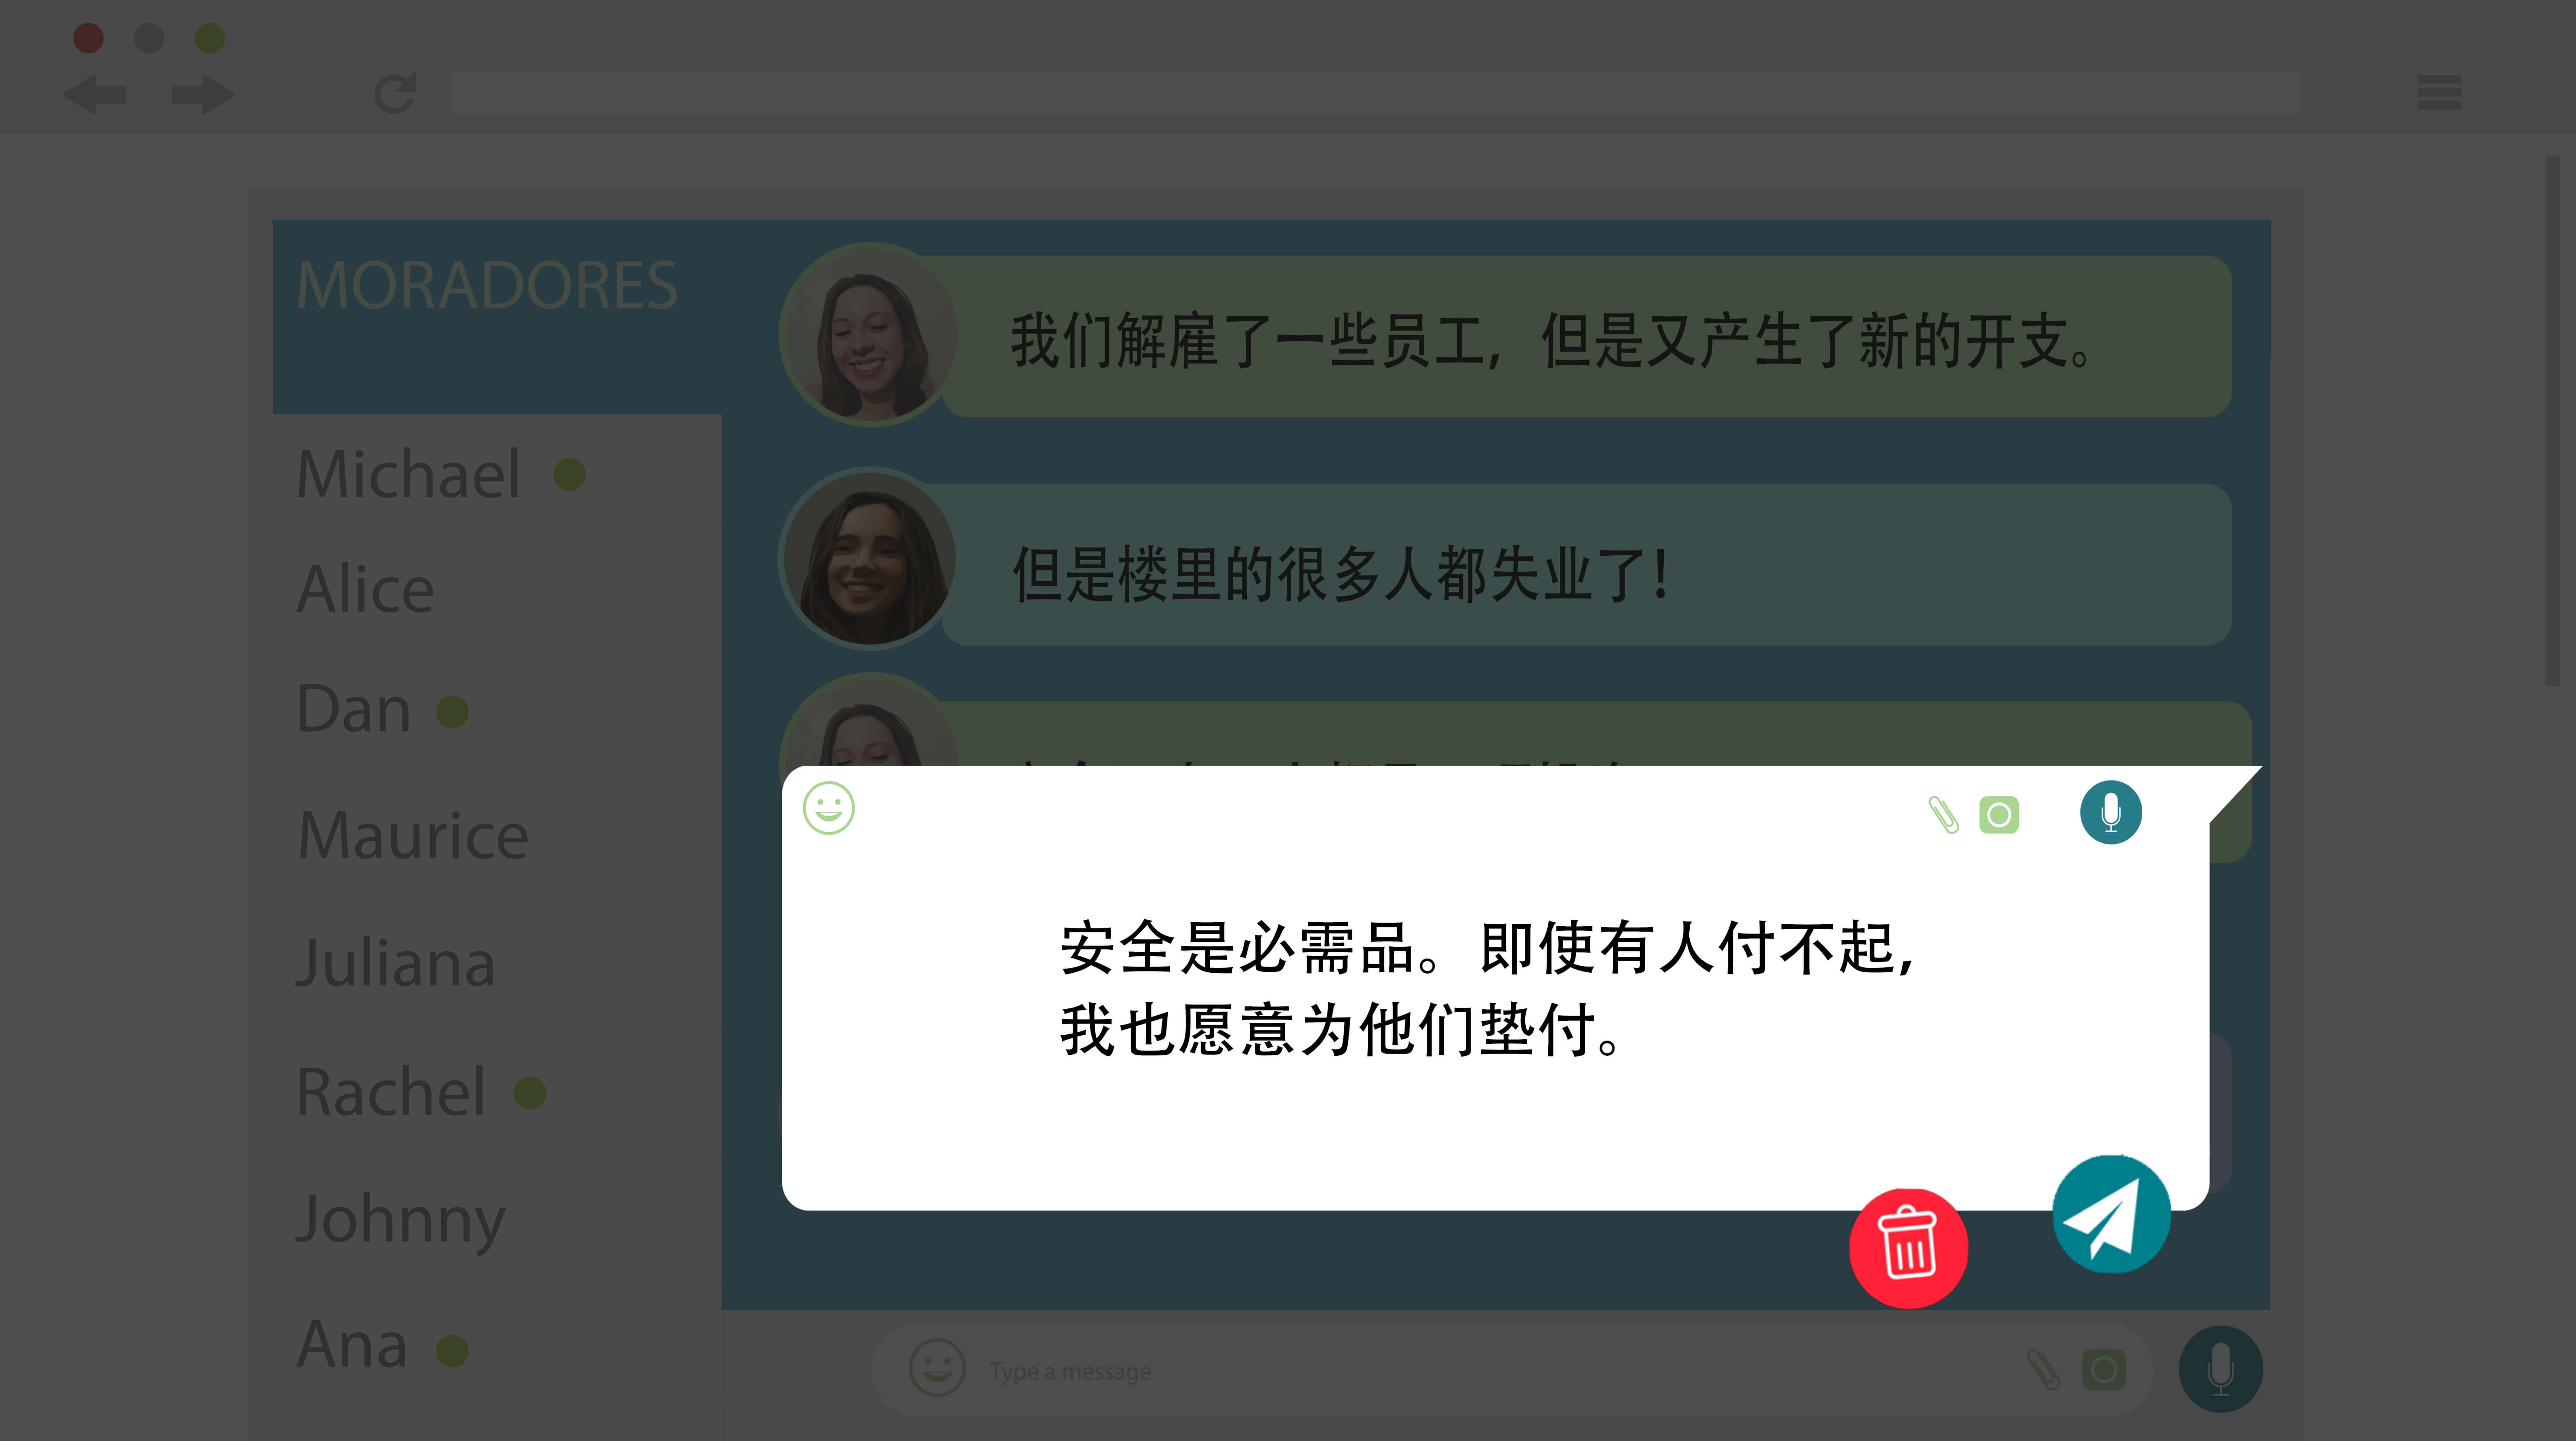 MORADORES
Michael
Alice
Dan
Maurice
Juliana
Rachel
Johnny
Ana
我们解雇了一些员工，但是又产生了新的开支。
但是楼里的很多人都失业了！
安全是必需品。即使有人付不起，
我也愿意为他们垫付。
Type a message